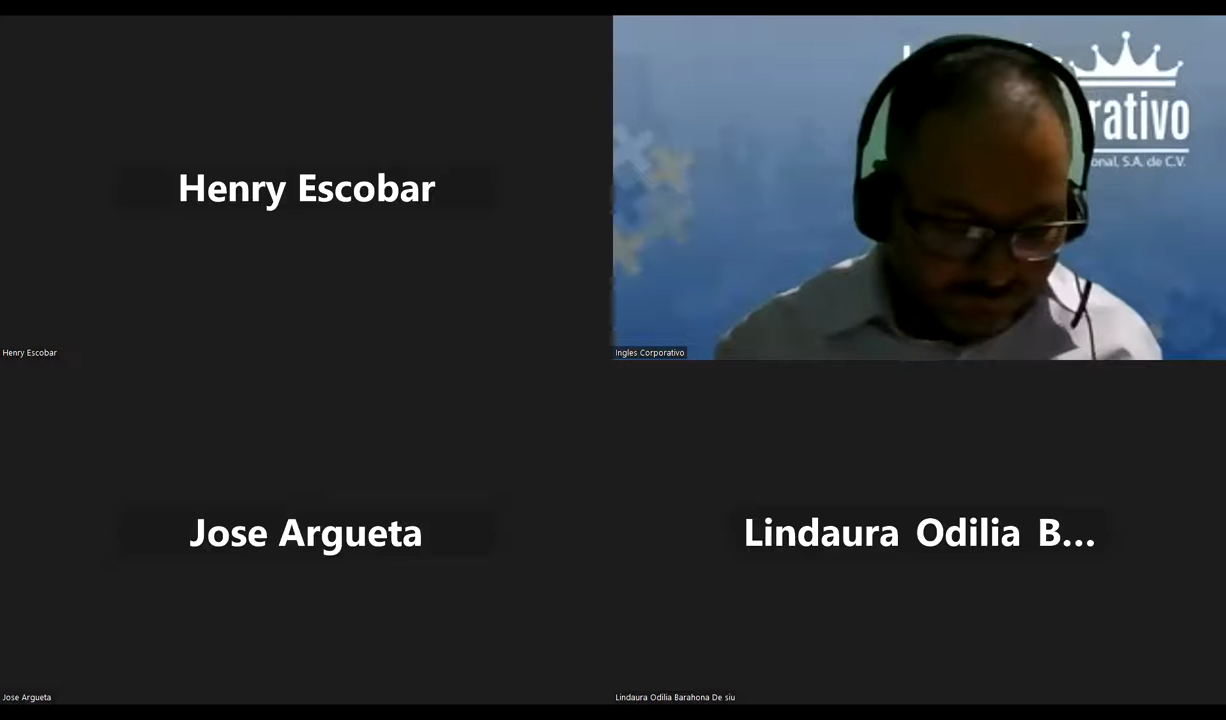 Henry Escobar
Henry Escobar
rativo
onal, S.A. de C.V.
Ingles Corporativo
Jose Argueta
Jose Argueta
Lindaura Odilia B...
Lindaura Odilia Barahona De siu